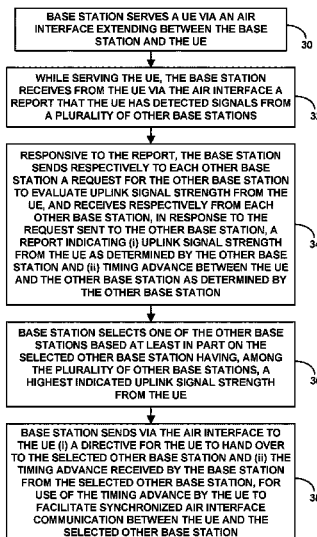 BASE STATION SERVES A UE VIA AN AIR
INTERFACE EXTENDING BETWEEN THE BASE
STATION AND THE UE
30
WHILE SERVING THE UE, THE BASE STATION
RECEIVES FROM THE UE VIA THE AIR INTERFACE A
REPORT THAT THE UE HAS DETECTED SIGNALS FROM
A PLURALITY OF OTHER BASE STATIONS
RESPONSIVE TO THE REPORT, THE BASE STATION
SENDS RESPECTIVELY TO EACH OTHER BASE
STATION A REQUEST FOR THE OTHER BASE STATION
TO EVALUATE UPLINK SIGNAL STRENGTH FROM THE
UE, AND RECEIVES RESPECTIVELY FROM EACH
OTHER BASE STATION, IN RESPONSE TO THE
REQUEST SENT TO THE OTHER BASE STATION, A
REPORT INDICATING (i) UPLINK SIGNAL STRENGTH
FROM THE UE AS DETERMINED BY THE OTHER BASE
STATION AND (ii) TIMING ADVANCE BETWEEN THE UE
AND THE OTHER BASE STATION AS DETERMINED BY
THE OTHER BASE STATION
BASE STATION SELECTS ONE OF THE OTHER BASE
STATIONS BASED AT LEAST IN PART ON THE
SELECTED OTHER BASE STATION HAVING, AMONG
THE PLURALITY OF OTHER BASE STATIONS, A
HIGHEST INDICATED UPLINK SIGNAL STRENGTH
FROM THE UE
BASE STATION SENDS VIA THE AIR INTERFACE TO
THE UE (i) A DIRECTIVE FOR THE UE TO HAND OVER
TO THE SELECTED OTHER BASE STATION AND (ii) THE
TIMING ADVANCE RECEIVED BY THE BASE STATION
FROM THE SELECTED OTHER BASE STATION, FOR
USE OF THE TIMING ADVANCE BY THE UE TO
FACILITATE SYNCHRONIZED AIR INTERFACE
COMMUNICATION BETWEEN THE UE AND THE
SELECTED OTHER BASE STATION